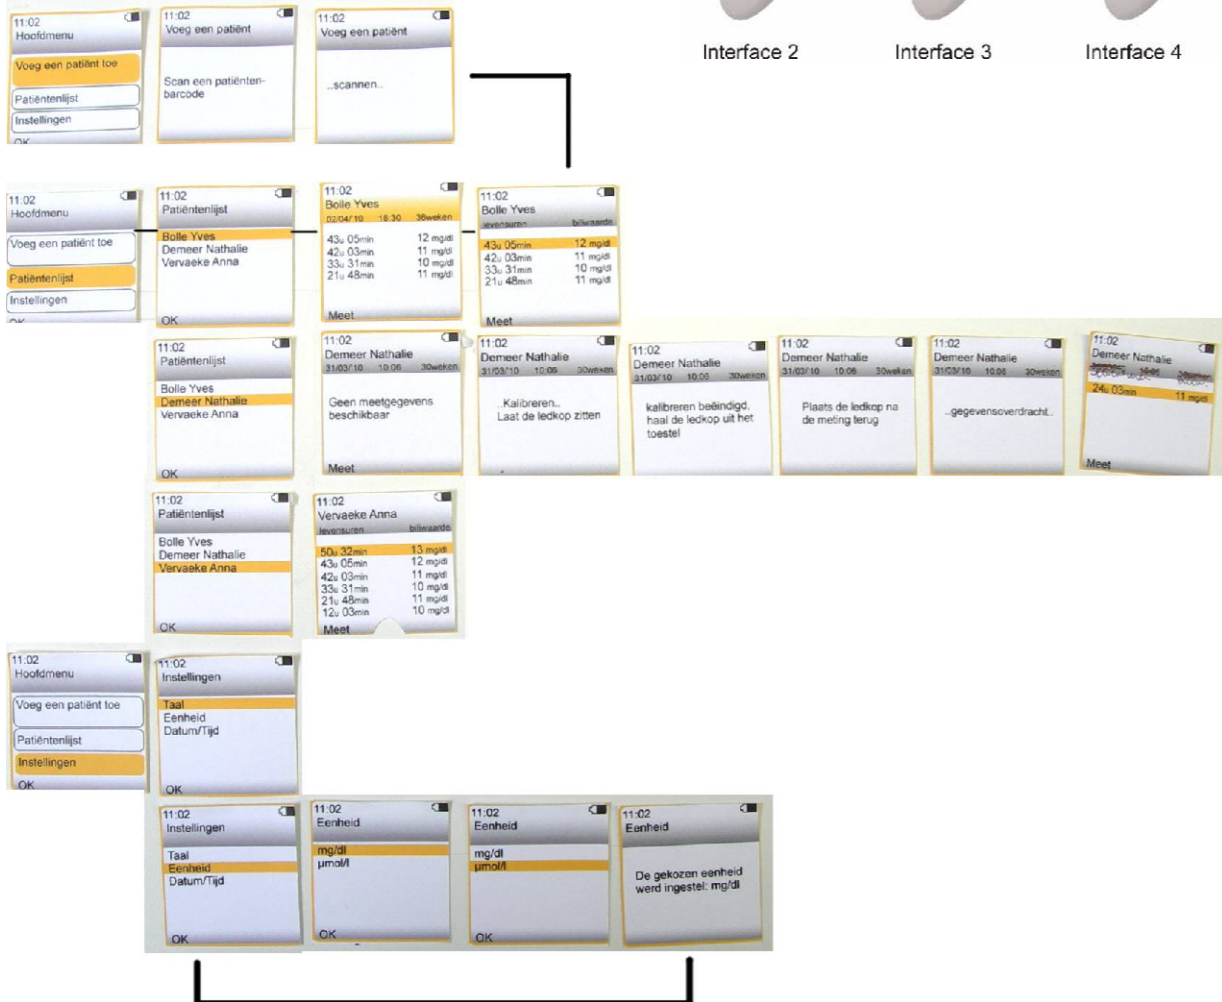 Interface 2
Interface 3
Interface 4
11:02
Hoofdmenu
Voeg een patiënt toe
Patiëntenlijst
Instellingen
OK
11:02
Voeg een patiënt
Scan een patiënten-
barcode
11:02
Voeg een patiënt
..scannen..
11:02
Hoofdmenu
Voeg een patiënt toe
Patiëntenlijst
Instellingen
OK
11:02
Patiëntenlijst
Bolle Yves
Demeer Nathalie
Vervaeke Anna
OK
11:02
Bolle Yves
02/04/'10 16:30 36weken
43u 05min 12 mg/dl
42u 03min 11 mg/dl
33u 31min 10 mg/dl
21u 48min 11 mg/dl
Meet
11:02
Bolle Yves
levensuren biliwaarde
43u 05min 12 mg/dl
42u 03min 11 mg/dl
33u 31min 10 mg/dl
21u 48min 11 mg/dl
Meet
11:02
Patiëntenlijst
Bolle Yves
Demeer Nathalie
Vervaeke Anna
OK
11:02
Demeer Nathalie
31/03/'10 10:06 30weken
Geen meetgegevens
beschikbaar
Meet
11:02
Demeer Nathalie
31/03/'10 10:06 30weken
..Kalibreren..
Laat de ledkop zitten
11:02
Demeer Nathalie
31/03/'10 10:06 30weken
kalibreren beëindigd,
haal de ledkop uit het
toestel
11:02
Demeer Nathalie
31/03/'10 10:06 30weken
Plaats de ledkop na
de meting terug
11:02
Demeer Nathalie
31/03/'10 10:06 30weken
..gegevensoverdracht..
11:02
Demeer Nathalie
24u 03min 11 mg/dl
Meet
11:02
Patiëntenlijst
Bolle Yves
Demeer Nathalie
Vervaeke Anna
OK
11:02
Vervaeke Anna
levensuren biliwaarde
50u 32min 13 mg/dl
43u 05min 12 mg/dl
42u 03min 11 mg/dl
33u 31min 10 mg/dl
21u 48min 11 mg/dl
12u 03min 10 mg/dl
Meet
11:02
Hoofdmenu
Voeg een patiënt toe
Patiëntenlijst
Instellingen
OK
11:02
Instellingen
Taal
Eenheid
Datum/Tijd
OK
11:02
Instellingen
Taal
Eenheid
Datum/Tijd
OK
11:02
Eenheid
mg/dl
µmol/l
OK
11:02
Eenheid
mg/dl
µmol/l
OK
11:02
Eenheid
De gekozen eenheid
werd ingestel: mg/dl